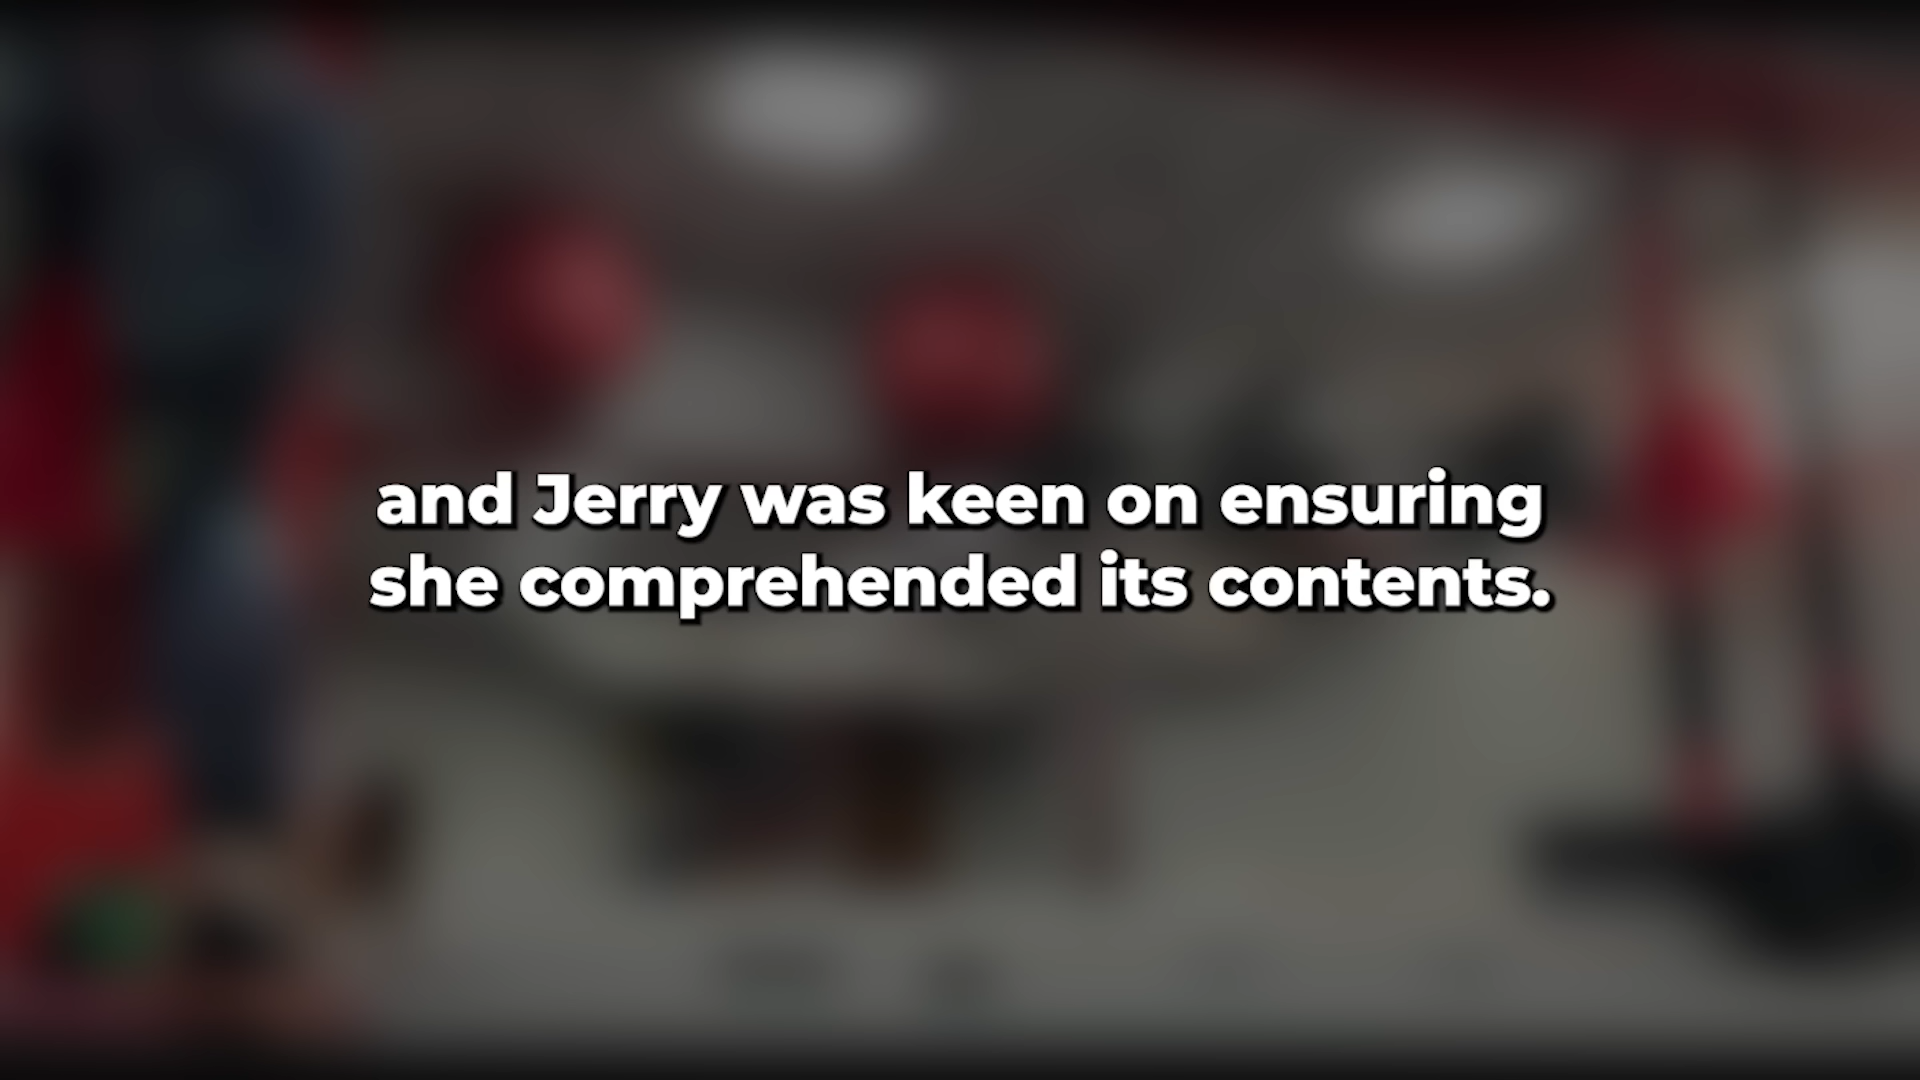 and Jerry was keen on ensuring
she comprehended its contents.